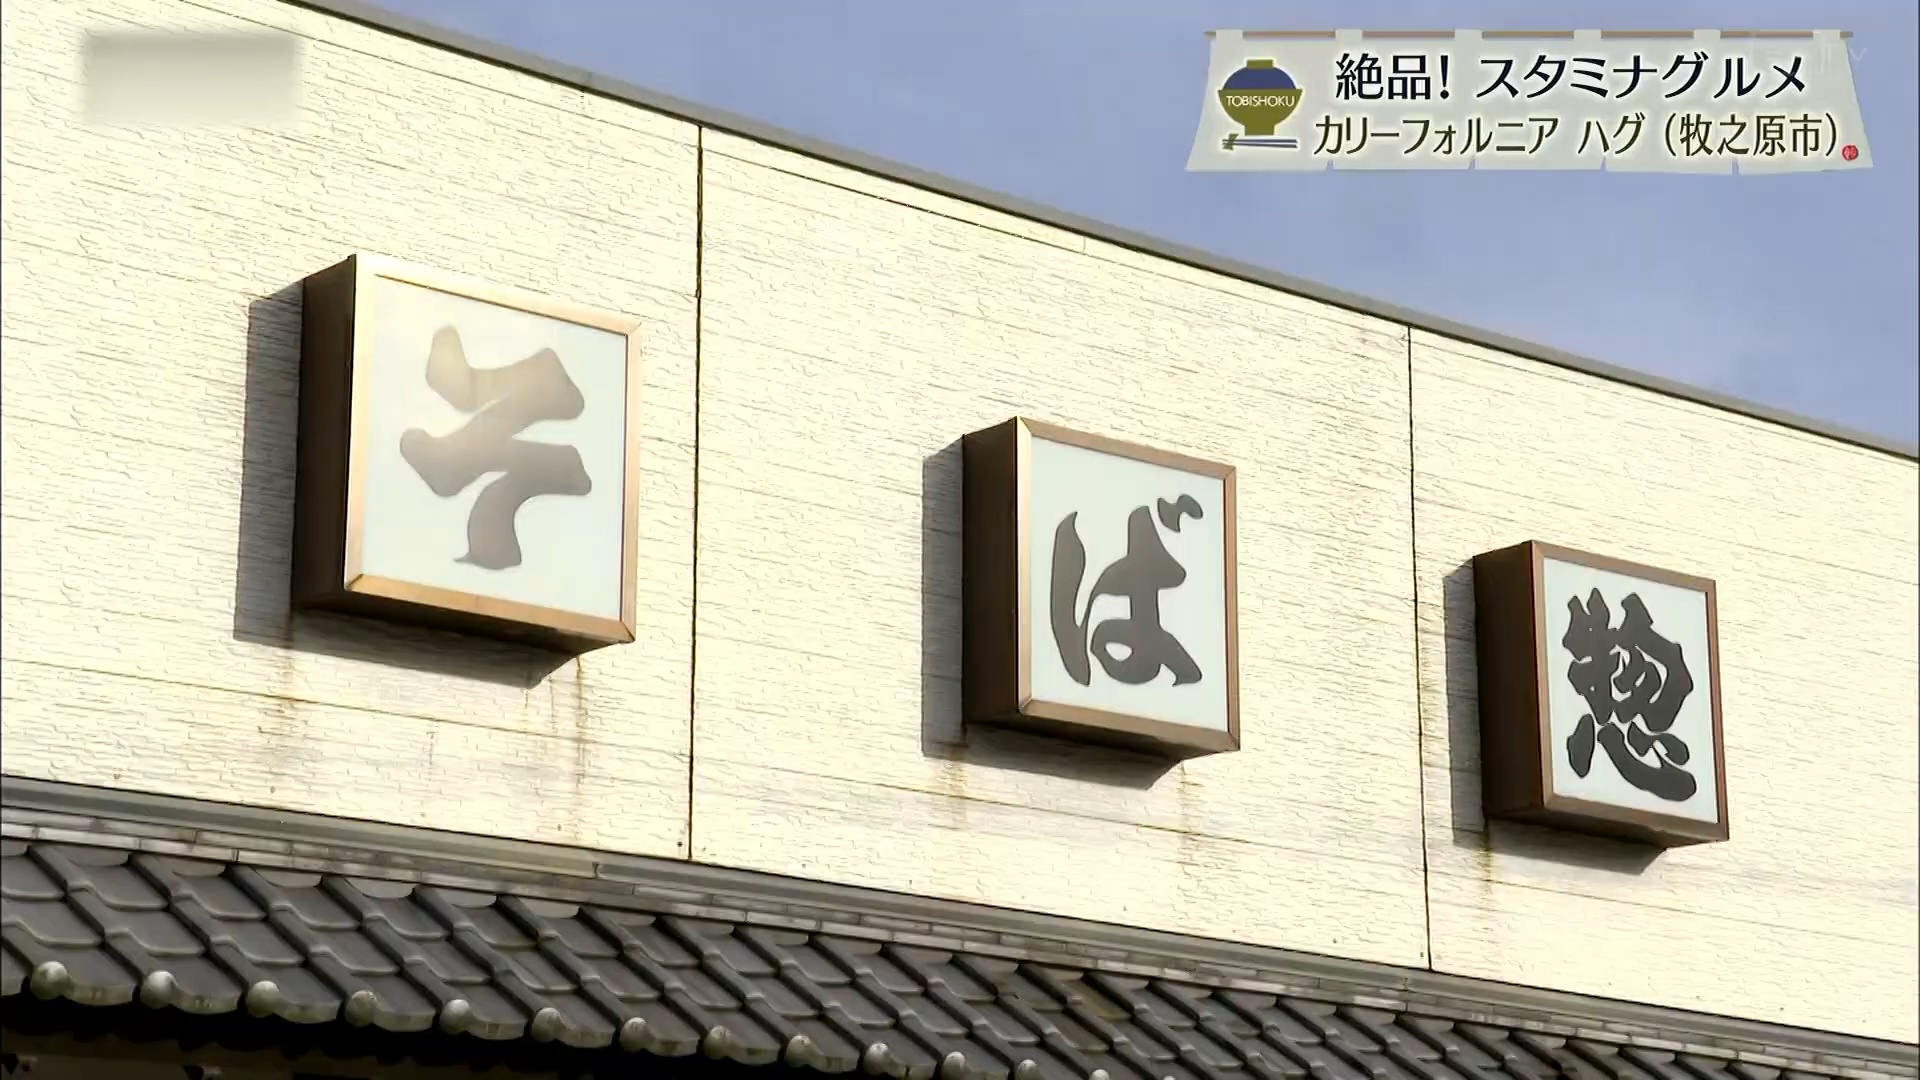 絶品! スタミナグルメ
TOBISHOKU
カリーフォルニア ハグ (牧之原市)
そ
ば
惣